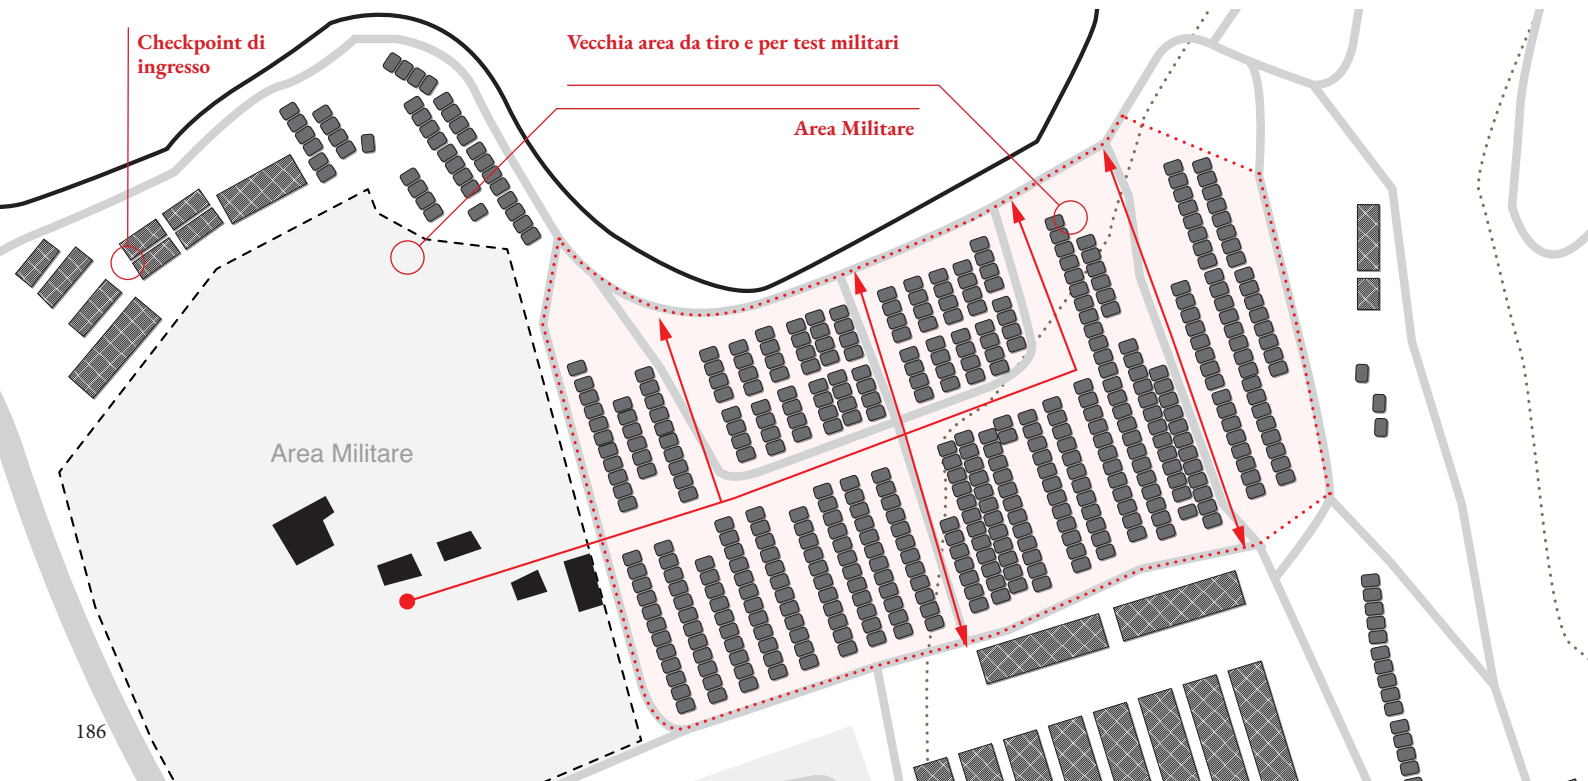 Checkpoint di
ingresso
Vecchia area da tiro e per test militari
Area Militare
Area Militare
186